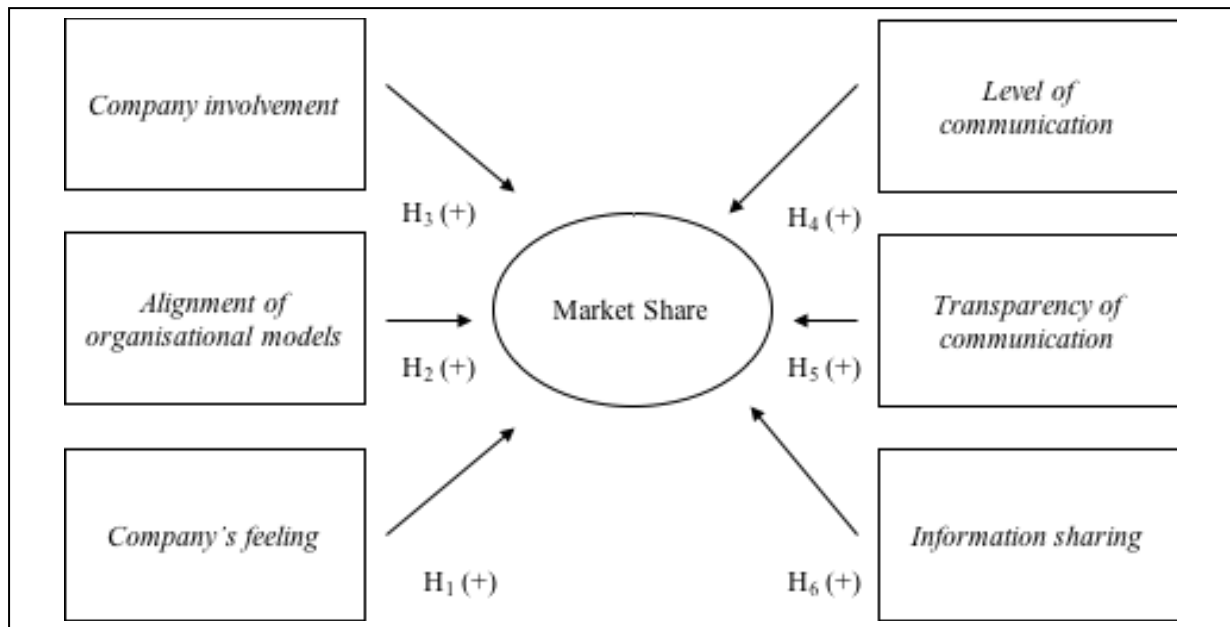 Company involvement
Level of
communication
H₃ (+)
H₄ (+)
Alignment of
organisational models
Market Share
Transparency of
communication
H₂ (+)
H₅ (+)
Company’s feeling
Information sharing
H₁ (+)
H₆ (+)